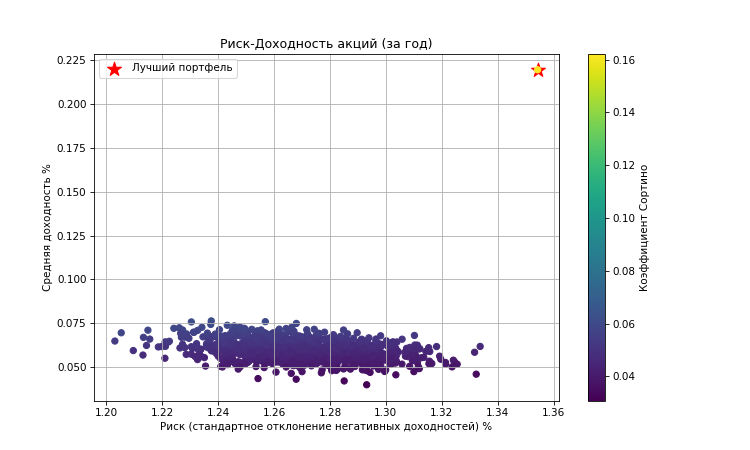 Риск-Доходность акций (за год)
Лучший портфель
Средняя доходность %
0.225
0.200
0.175
0.150
0.125
0.100
0.075
0.050
1.20 1.22 1.24 1.26 1.28 1.30 1.32 1.34 1.36
Риск (стандартное отклонение негативных доходностей) %
0.16
0.14
0.12
0.10
0.08
0.06
0.04
Коэффициент Сортино